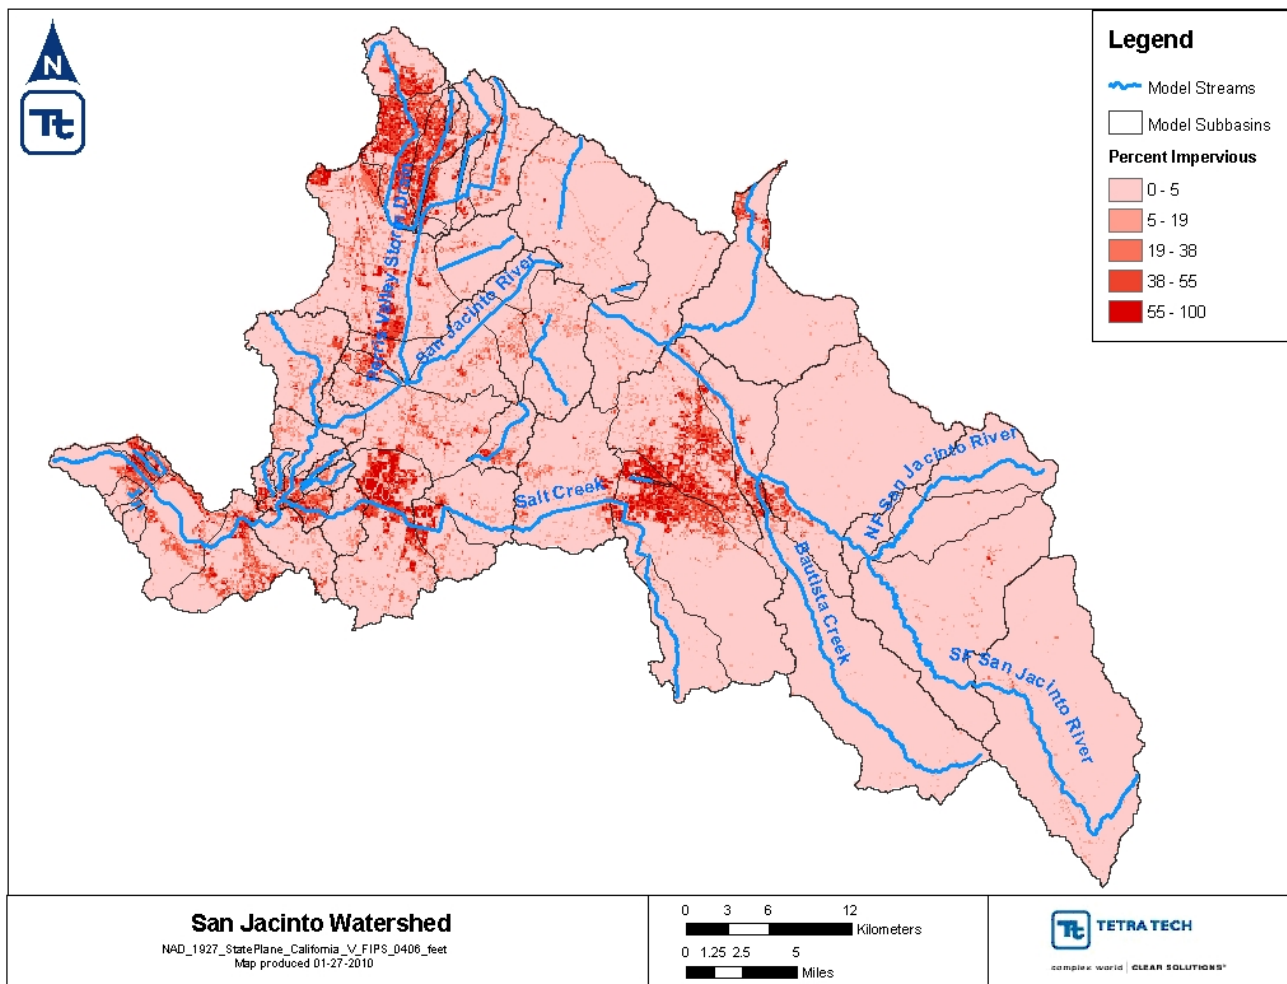 N
Tt
Legend
Model Streams
Model Subbasins
Percent Impervious
0 - 5
5 - 19
19 - 38
38 - 55
55 - 100
Perris Valley Storm Drain
San Jacinto River
Salt Creek
NF San Jacinto River
Bautista Creek
SF San Jacinto River
San Jacinto Watershed
NAD_1927_StatePlane_California_V_FIPS_0406_feet
Map produced 01-27-2010
0 3 6 12
Kilometers
0 1.25 2.5 5
Miles
Tt TETRA TECH
complex world | CLEAR SOLUTIONS™